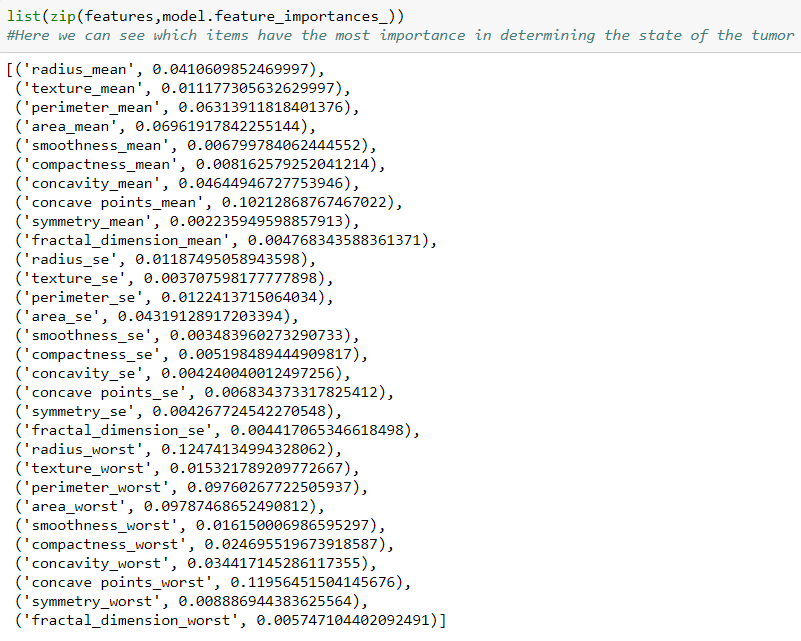 list(zip(features,model.feature_importances_))
#Here we can see which items have the most importance in determining the state of the tumor
[('radius_mean', 0.0410609852469997),
('texture_mean', 0.011177305632629997),
('perimeter_mean', 0.06313911818401376),
('area_mean', 0.06961917842255144),
('smoothness_mean', 0.006799784062444552),
('compactness_mean', 0.008162579252041214),
('concavity_mean', 0.04644946727753946),
('concave points_mean', 0.10212868767467022),
('symmetry_mean', 0.002235949598857913),
('fractal_dimension_mean', 0.004768343588361371),
('radius_se', 0.01187495058943598),
('texture_se', 0.003707598177777898),
('perimeter_se', 0.0122413715064034),
('area_se', 0.04319128917203394),
('smoothness_se', 0.003483960273290733),
('compactness_se', 0.005198489444909817),
('concavity_se', 0.004240040012497256),
('concave points_se', 0.006834373317825412),
('symmetry_se', 0.004267724542270548),
('fractal_dimension_se', 0.004417065346618498),
('radius_worst', 0.12474134994328062),
('texture_worst', 0.015321789209772667),
('perimeter_worst', 0.09760267722505937),
('area_worst', 0.09787468652490812),
('smoothness_worst', 0.016150006986595297),
('compactness_worst', 0.024695519673918587),
('concavity_worst', 0.034417145286117355),
('concave points_worst', 0.11956451504145676),
('symmetry_worst', 0.008886944383625564),
('fractal_dimension_worst', 0.005747104402092491)]